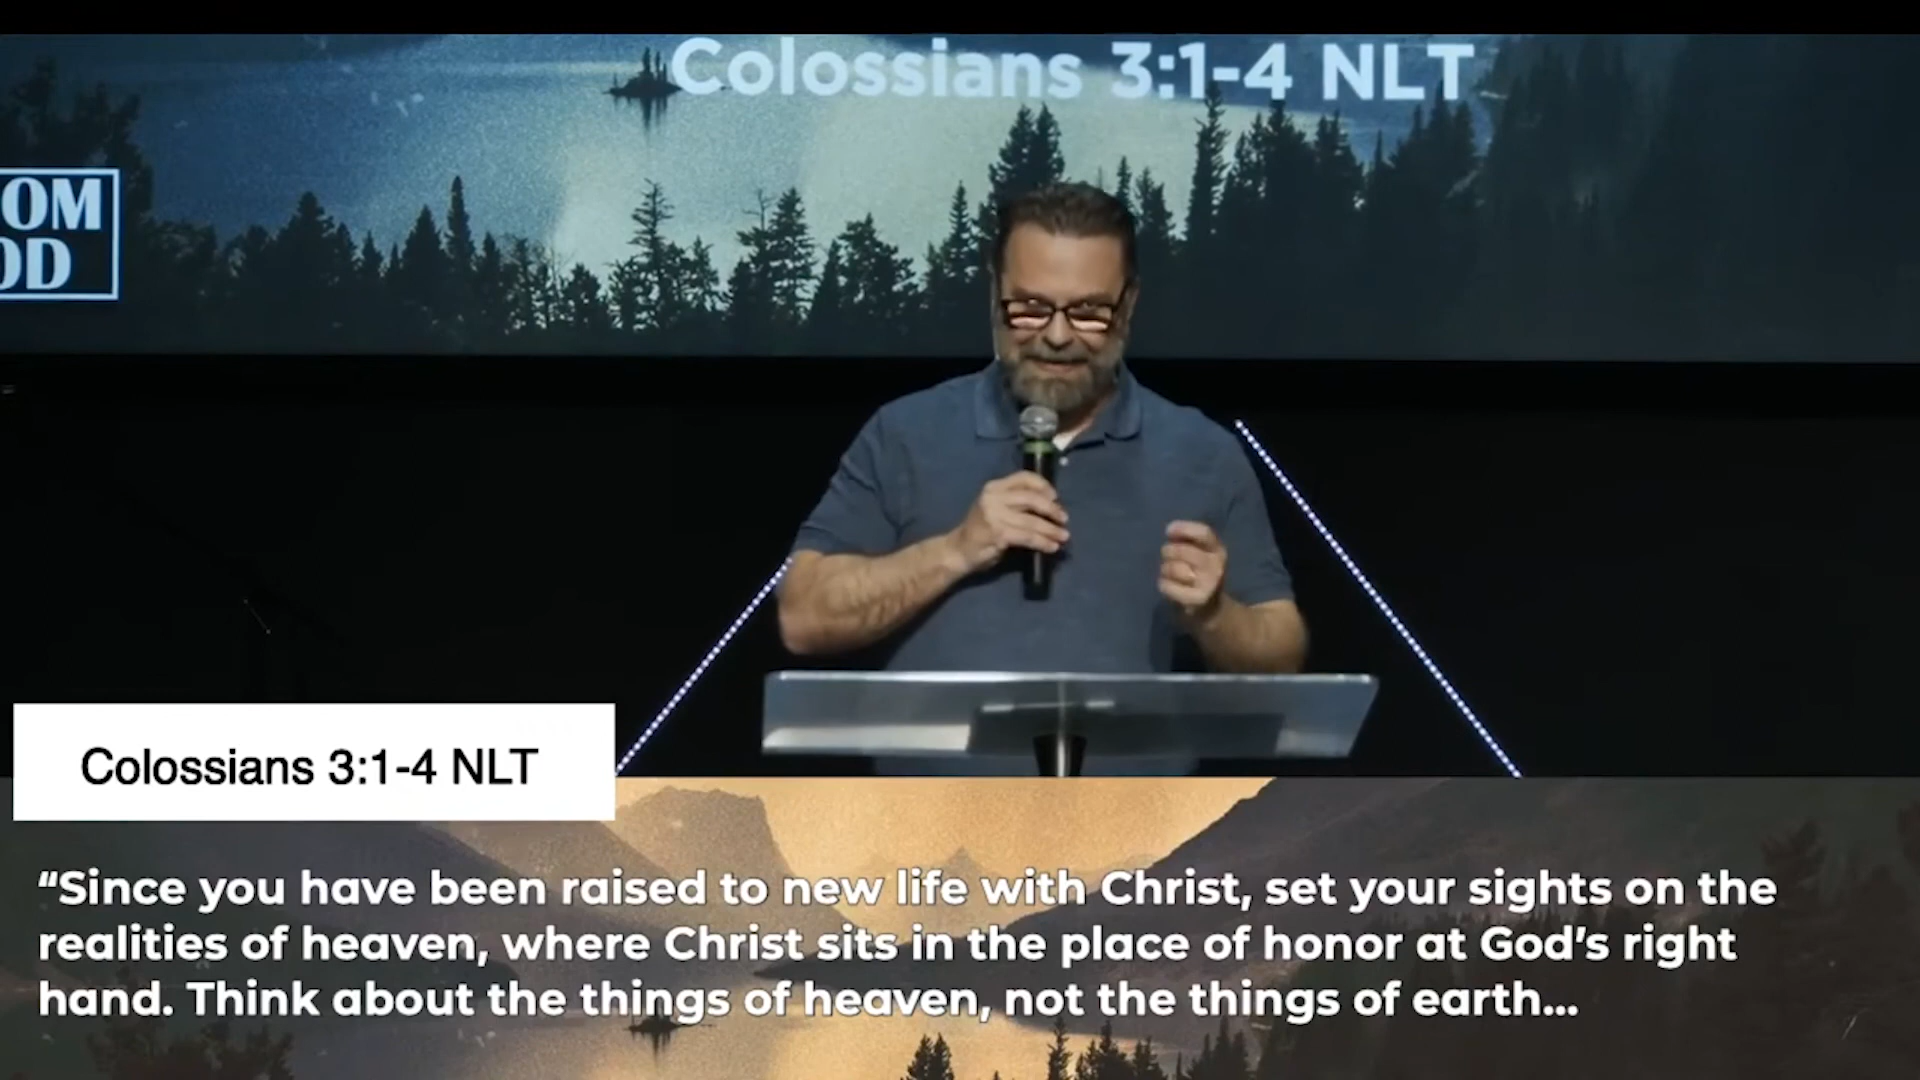 Colossians 3:1-4 NLT
OM
OD
Colossians 3:1-4 NLT
“Since you have been raised to new life with Christ, set your sights on the
realities of heaven, where Christ sits in the place of honor at God’s right
hand. Think about the things of heaven, not the things of earth...